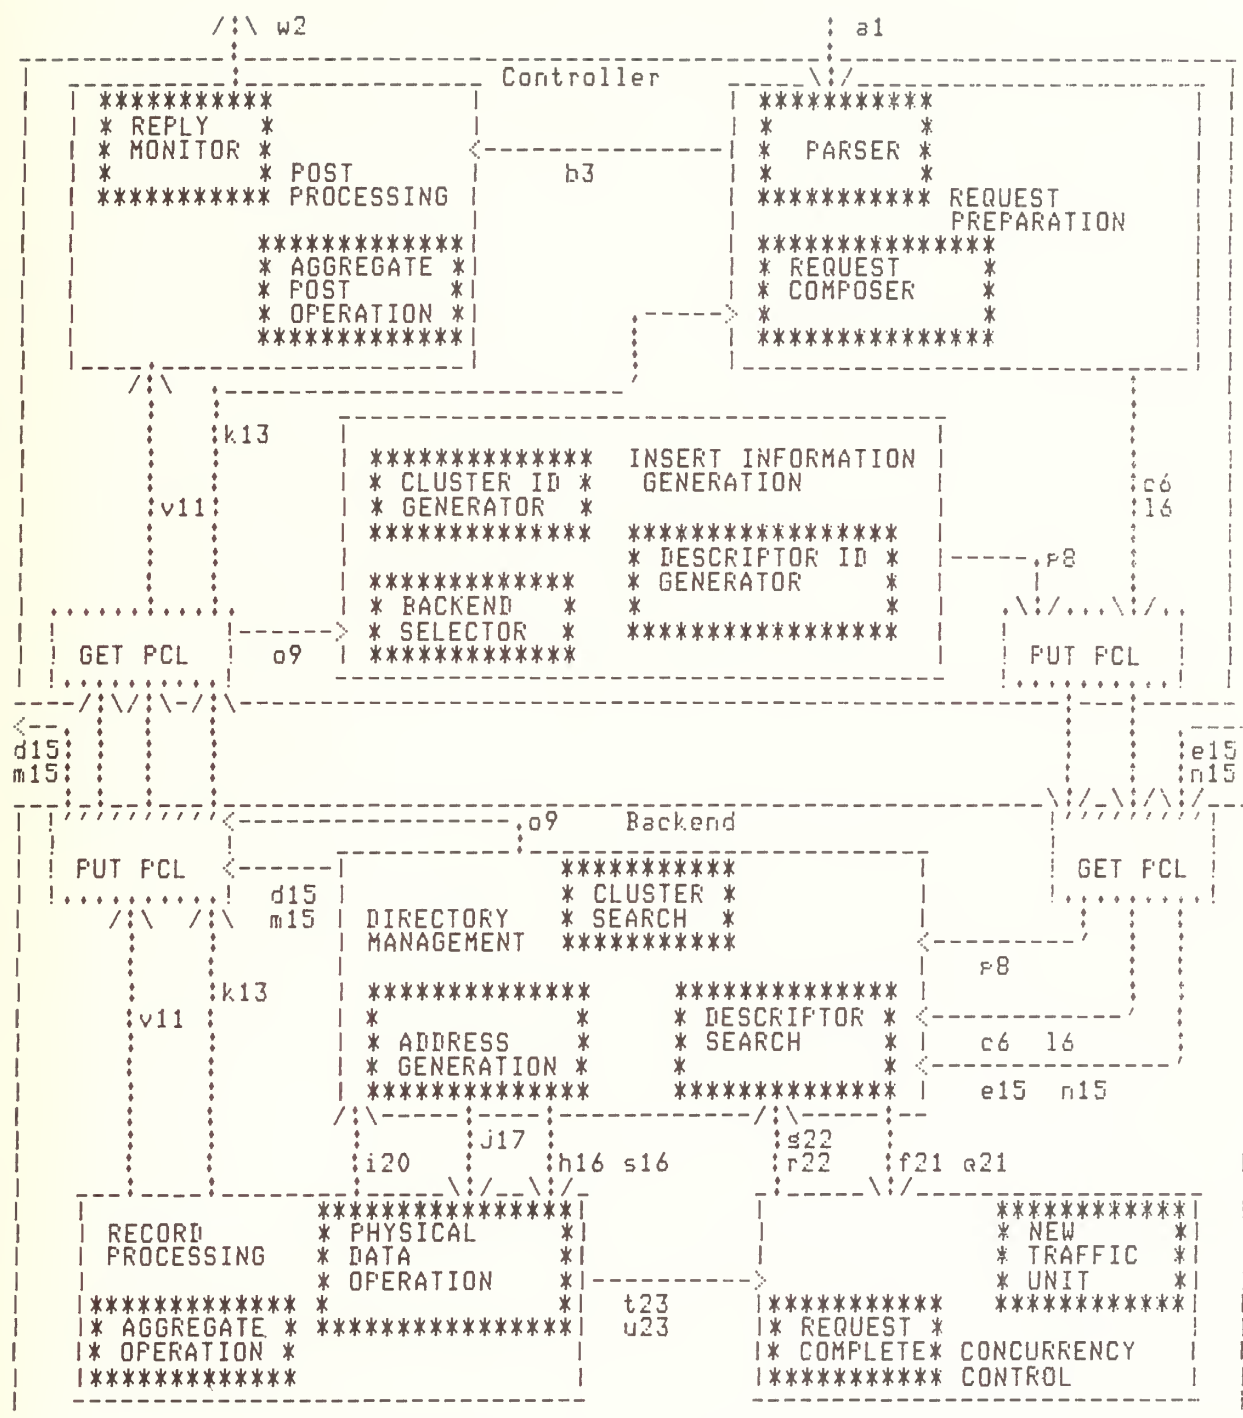 w2 a1
Controller
REPLY
MONITOR
POST
PROCESSING
b3
PARSER
REQUEST
PREPARATION
AGGREGATE
POST
OPERATION
REQUEST
COMPOSER
k13
v11
CLUSTER ID
GENERATOR
INSERT INFORMATION
GENERATION
c6
l6
DESCRIPTOR ID
GENERATOR
p8
BACKEND
SELECTOR
GET PCL
o9
PUT PCL
d15
m15
e15
n15
o9 Backend
PUT PCL
d15
m15
CLUSTER
SEARCH
DIRECTORY
MANAGEMENT
GET PCL
p8
k13
v11
ADDRESS
GENERATION
DESCRIPTOR
SEARCH
c6 l6
e15 n15
j17
i20
h16 s16
g22
r22
f21 q21
RECORD
PROCESSING
PHYSICAL
DATA
OPERATION
NEW
TRAFFIC
UNIT
t23
u23
AGGREGATE
OPERATION
REQUEST
COMPLETE
CONCURRENCY
CONTROL